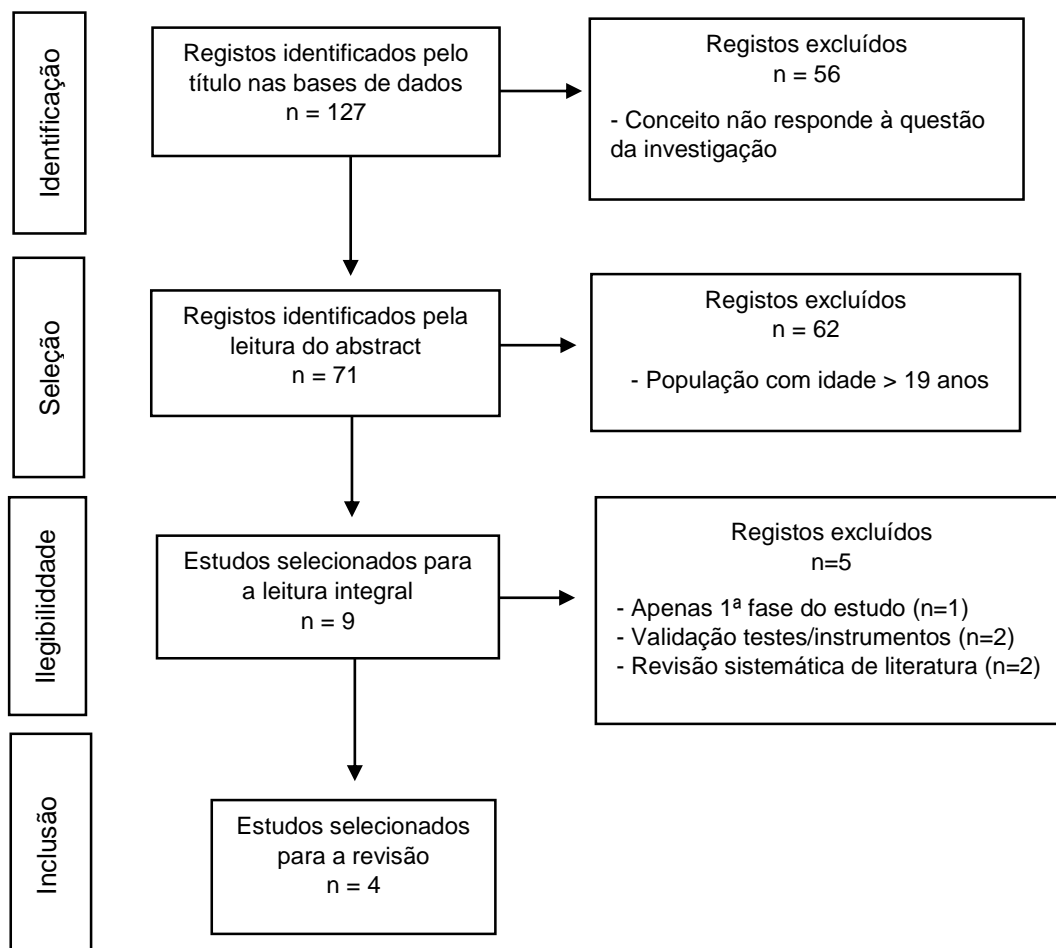 Identificação
Registos identificados pelo
título nas bases de dados
n = 127
Registos excluídos
n = 56
- Conceito não responde à questão
da investigação
Seleção
Registos identificados pela
leitura do abstract
n = 71
Registos excluídos
n = 62
- População com idade > 19 anos
Ilegibiliddade
Estudos selecionados para
a leitura integral
n = 9
Registos excluídos
n=5
- Apenas 1ª fase do estudo (n=1)
- Validação testes/instrumentos (n=2)
- Revisão sistemática de literatura (n=2)
Inclusão
Estudos selecionados
para a revisão
n = 4